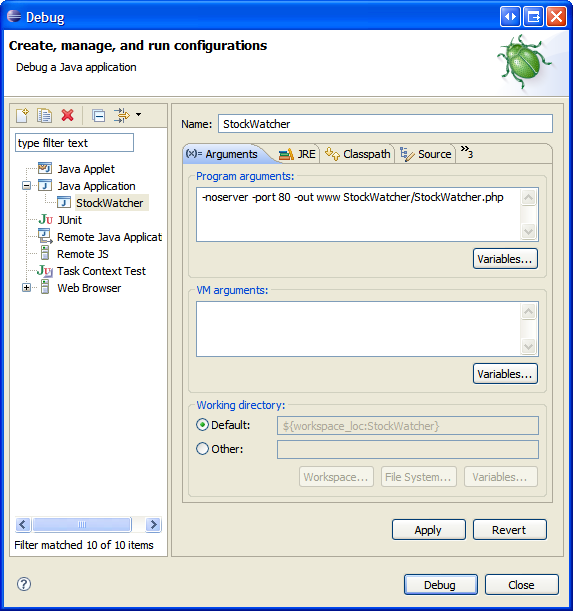 Debug
Create, manage, and run configurations
Debug a Java application
type filter text
Java Applet
Java Application
StockWatcher
JUnit
Remote Java Applicat
Remote JS
Task Context Test
Web Browser
Filter matched 10 of 10 items
Name: StockWatcher
(x)= Arguments JRE Classpath Source »3
Program arguments:
-noserver -port 80 -out www StockWatcher/StockWatcher.php
Variables...
VM arguments:
Variables...
Working directory:
Default: ${workspace_loc:StockWatcher}
Other:
Workspace... File System... Variables...
Apply Revert
? Debug Close